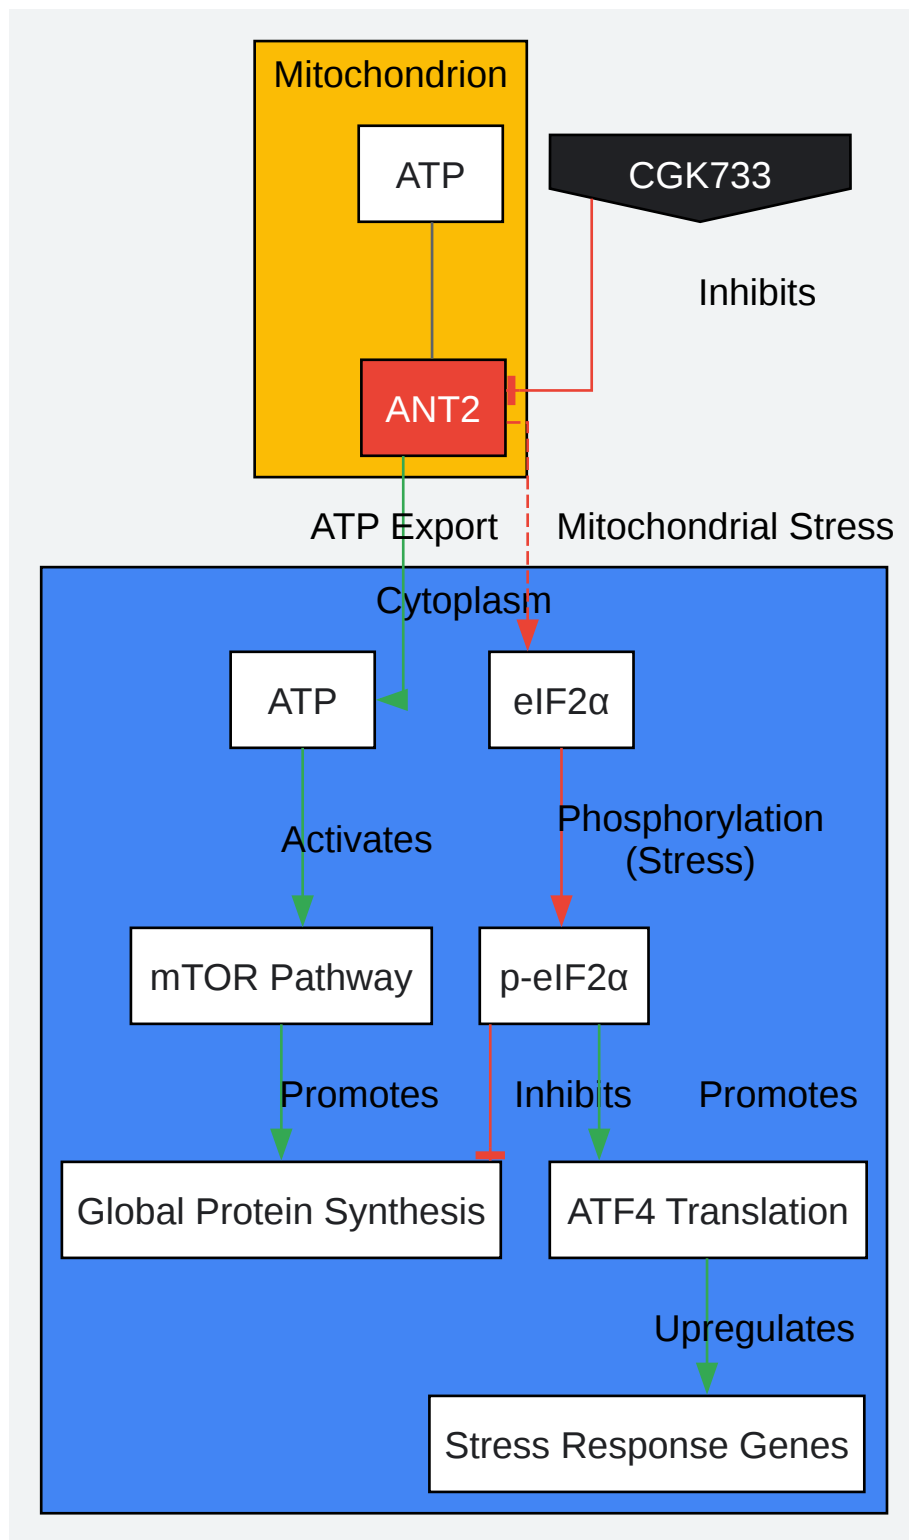 Mitochondrion
ATP
CGK733
Inhibits
ANT2
ATP Export
Mitochondrial Stress
Cytoplasm
ATP
eIF2α
Activates
Phosphorylation
(Stress)
mTOR Pathway
p-eIF2α
Promotes
Inhibits
Promotes
Global Protein Synthesis
ATF4 Translation
Upregulates
Stress Response Genes